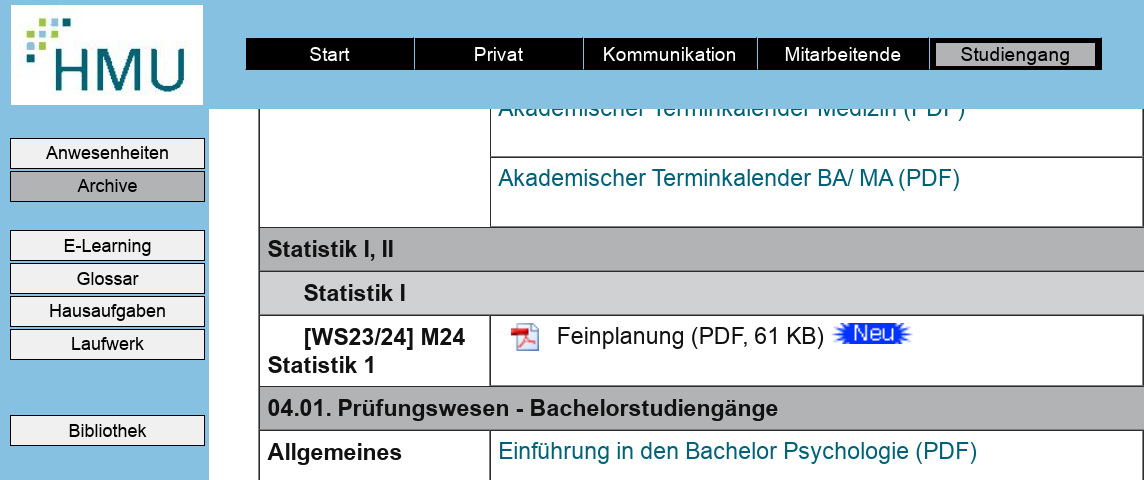 HMU
Start
Privat
Kommunikation
Mitarbeitende
Studiengang
Anwesenheiten
Archive
E-Learning
Glossar
Hausaufgaben
Laufwerk
Bibliothek
Akademischer Terminkalender Medizin (PDF)
Akademischer Terminkalender BA/ MA (PDF)
Statistik I, II
Statistik I
[WS23/24] M24
Statistik 1
Feinplanung (PDF, 61 KB) Neu
04.01. Prüfungswesen - Bachelorstudiengänge
Allgemeines
Einführung in den Bachelor Psychologie (PDF)